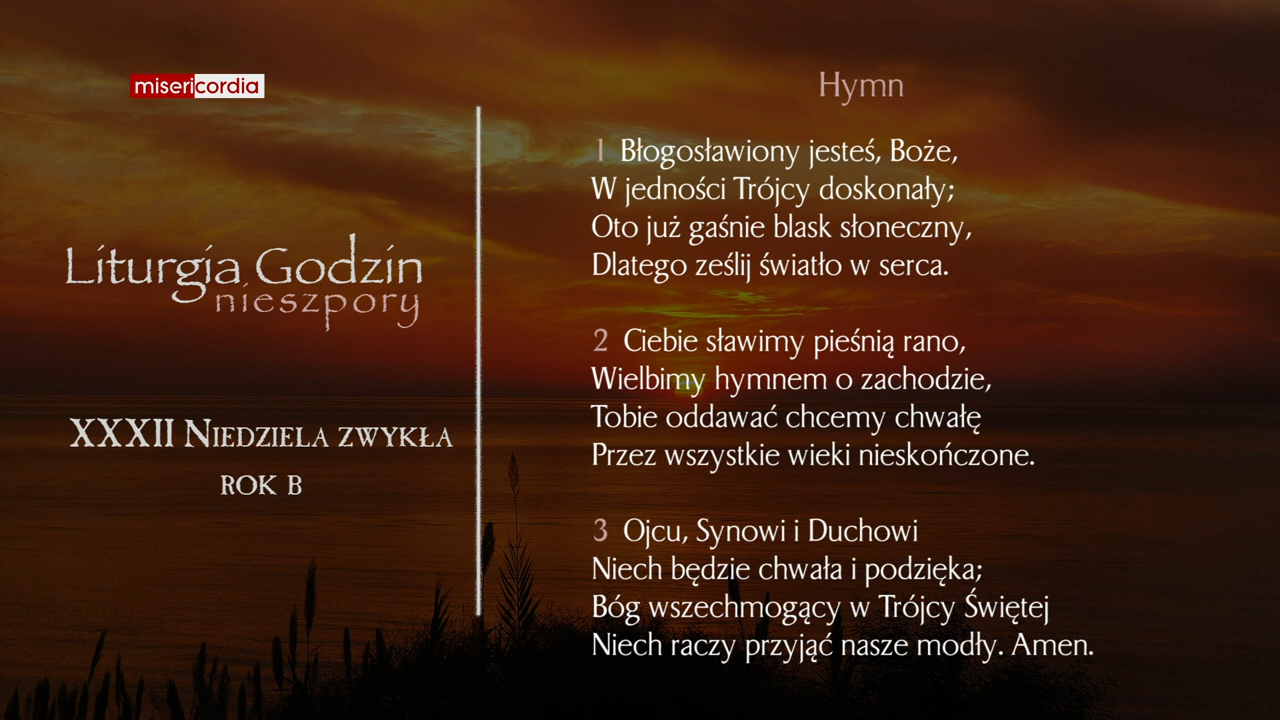 misericordia
Liturgia Godzin
nieszpory
XXXII Niedziela zwykła
rok B
Hymn
1 Błogosławiony jesteś, Boże,
W jedności Trójcy doskonały;
Oto już gaśnie blask słoneczny,
Dlatego ześlij światło w serca.
2 Ciebie sławimy pieśnią rano,
Wielbimy hymnem o zachodzie,
Tobie oddawać chcemy chwałę
Przez wszystkie wieki nieskończone.
3 Ojcu, Synowi i Duchowi
Niech będzie chwała i podzięka;
Bóg wszechmogący w Trójcy Świętej
Niech raczy przyjąć nasze modły. Amen.